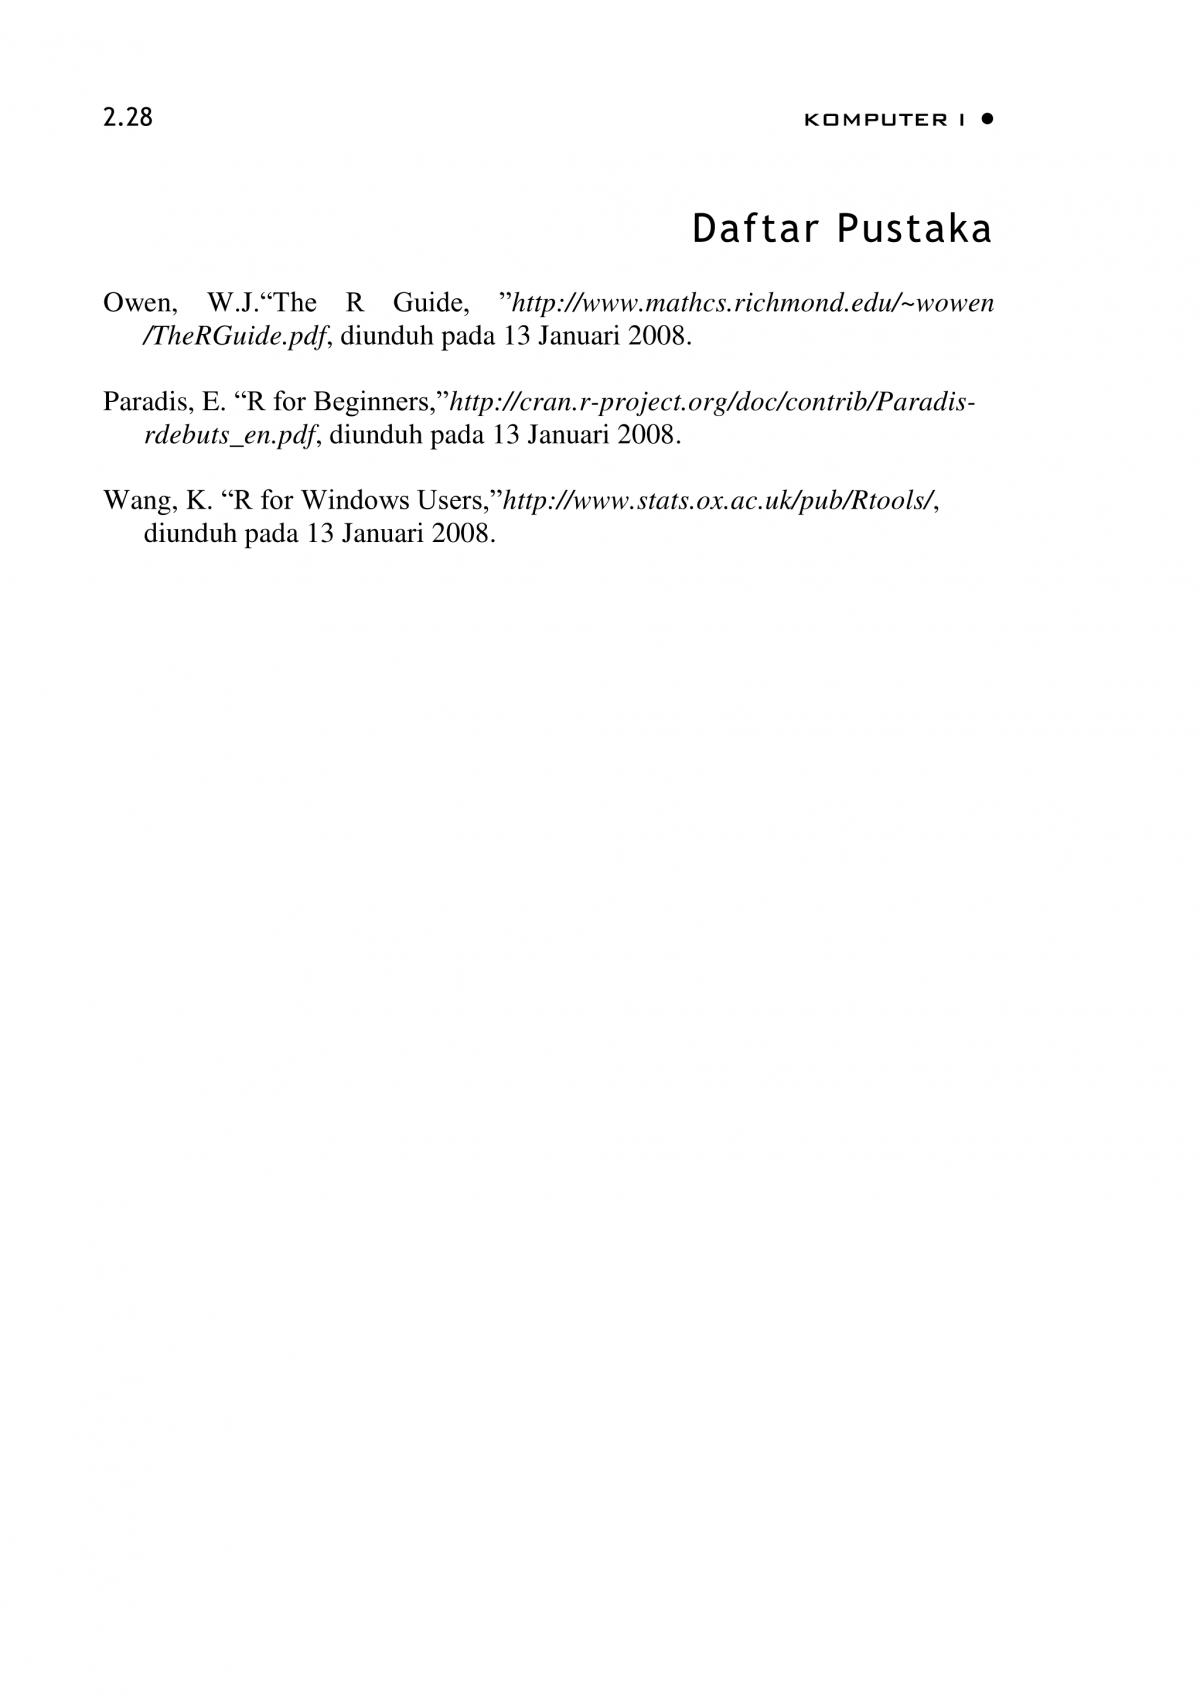 2.28 KOMPUTER I ●
Daftar Pustaka
Owen, W.J.“The R Guide, ”http://www.mathcs.richmond.edu/~wowen
/TheRGuide.pdf, diunduh pada 13 Januari 2008.
Paradis, E. “R for Beginners,”http://cran.r-project.org/doc/contrib/Paradis-
rdebuts_en.pdf, diunduh pada 13 Januari 2008.
Wang, K. “R for Windows Users,”http://www.stats.ox.ac.uk/pub/Rtools/,
diunduh pada 13 Januari 2008.